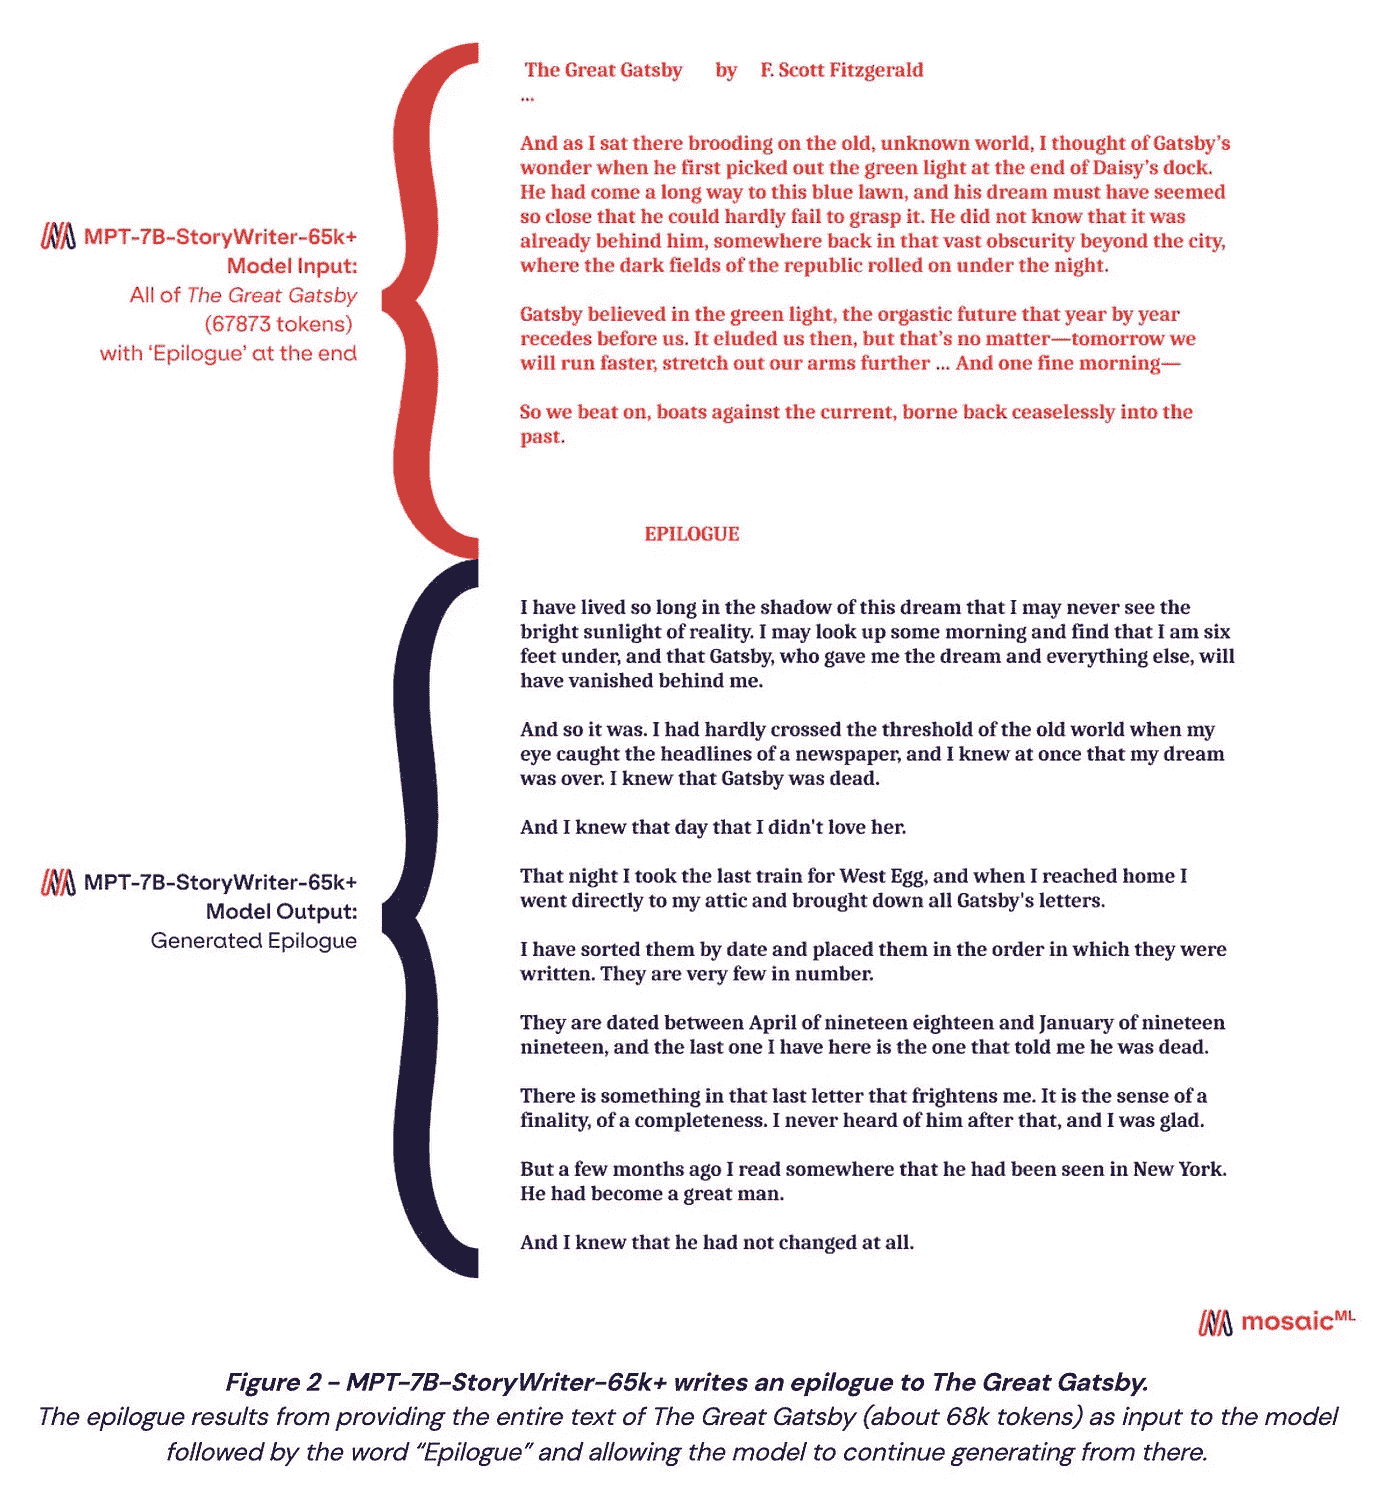 The Great Gatsby by F. Scott Fitzgerald
...
And as I sat there brooding on the old, unknown world, I thought of Gatsby’s
wonder when he first picked out the green light at the end of Daisy’s dock.
He had come a long way to this blue lawn, and his dream must have seemed
so close that he could hardly fail to grasp it. He did not know that it was
already behind him, somewhere back in that vast obscurity beyond the city,
where the dark fields of the republic rolled on under the night.
Gatsby believed in the green light, the orgastic future that year by year
recedes before us. It eluded us then, but that’s no matter—tomorrow we
will run faster, stretch out our arms further ... And one fine morning—
So we beat on, boats against the current, borne back ceaselessly into the
past.
EPILOGUE
MPT-7B-StoryWriter-65k+
Model Input:
All of The Great Gatsby
(67873 tokens)
with ‘Epilogue’ at the end
I have lived so long in the shadow of this dream that I may never see the
bright sunlight of reality. I may look up some morning and find that I am six
feet under, and that Gatsby, who gave me the dream and everything else, will
have vanished behind me.
And so it was. I had hardly crossed the threshold of the old world when my
eye caught the headlines of a newspaper, and I knew at once that my dream
was over. I knew that Gatsby was dead.
And I knew that day that I didn't love her.
That night I took the last train for West Egg, and when I reached home I
went directly to my attic and brought down all Gatsby's letters.
I have sorted them by date and placed them in the order in which they were
written. They are very few in number.
They are dated between April of nineteen eighteen and January of nineteen
nineteen, and the last one I have here is the one that told me he was dead.
There is something in that last letter that frightens me. It is the sense of a
finality, of a completeness. I never heard of him after that, and I was glad.
But a few months ago I read somewhere that he had been seen in New York.
He had become a great man.
And I knew that he had not changed at all.
MPT-7B-StoryWriter-65k+
Model Output:
Generated Epilogue
mosaicML
Figure 2 – MPT-7B-StoryWriter-65k+ writes an epilogue to The Great Gatsby.
The epilogue results from providing the entire text of The Great Gatsby (about 68k tokens) as input to the model
followed by the word “Epilogue” and allowing the model to continue generating from there.